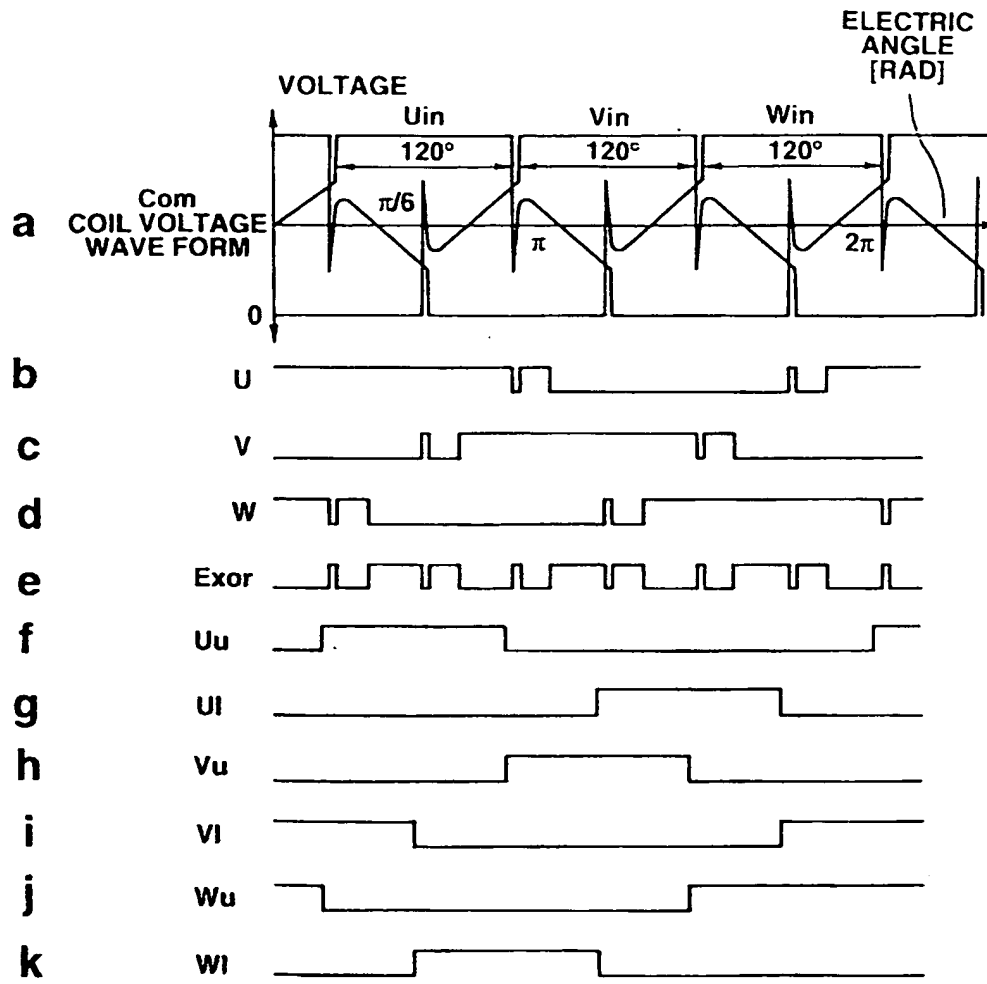 ELECTRIC
ANGLE
[RAD]
VOLTAGE
Uin Vin Win
120° 120° 120°
a
Com
COIL VOLTAGE
WAVE FORM
π/6
π
2π
0
b U
c V
d W
e Exor
f Uu
g Ul
h Vu
i Vl
j Wu
k Wl